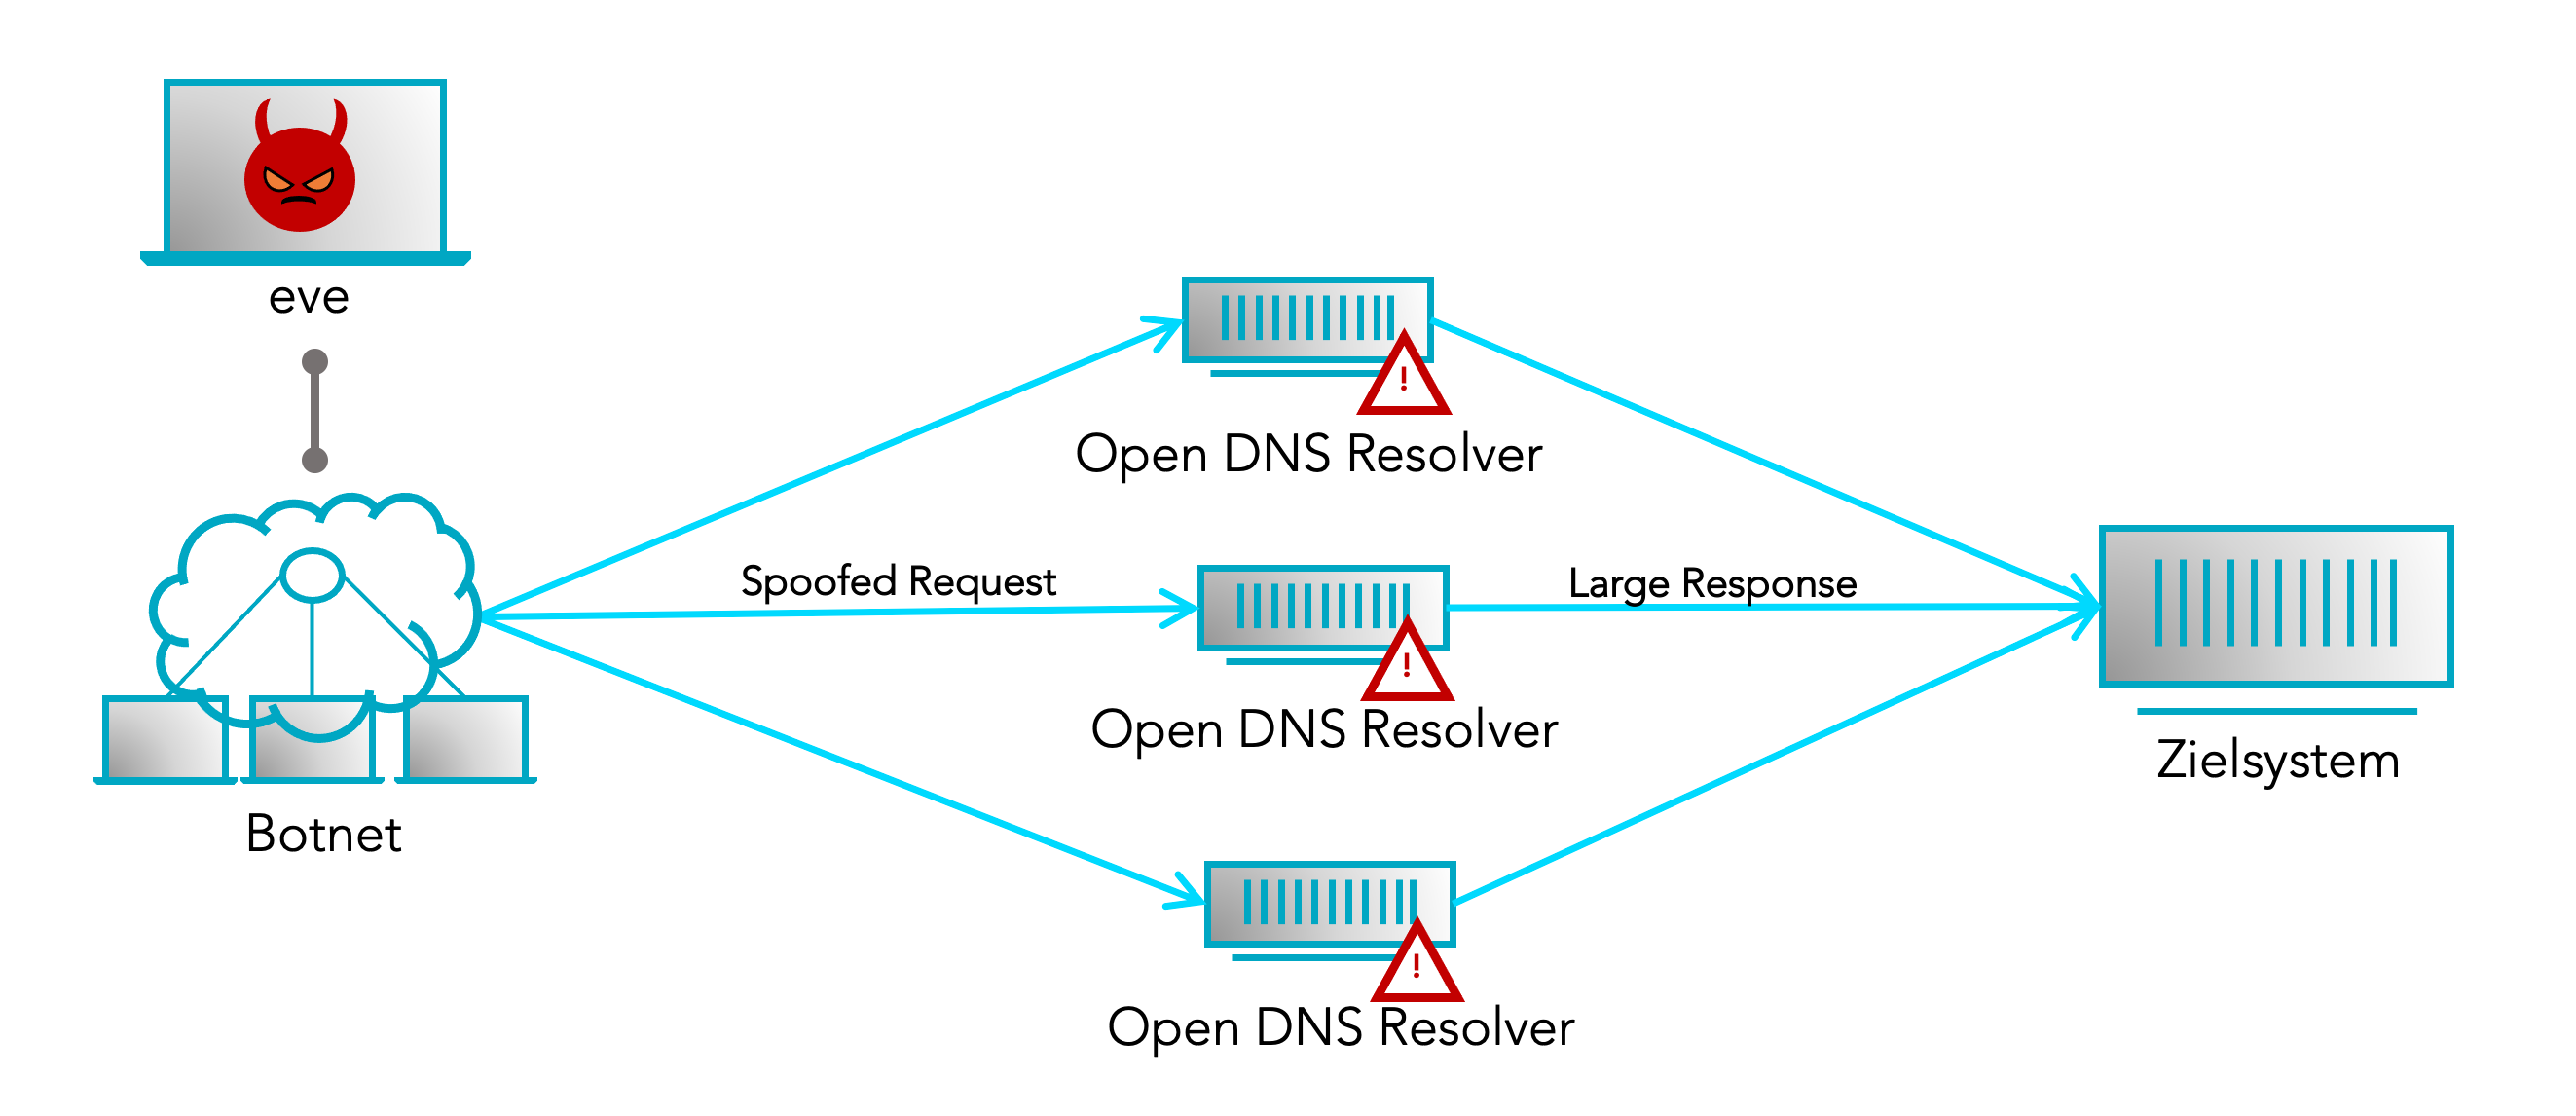 eve
Open DNS Resolver
Spoofed Request
Large Response
Open DNS Resolver
Zielsystem
Botnet
Open DNS Resolver